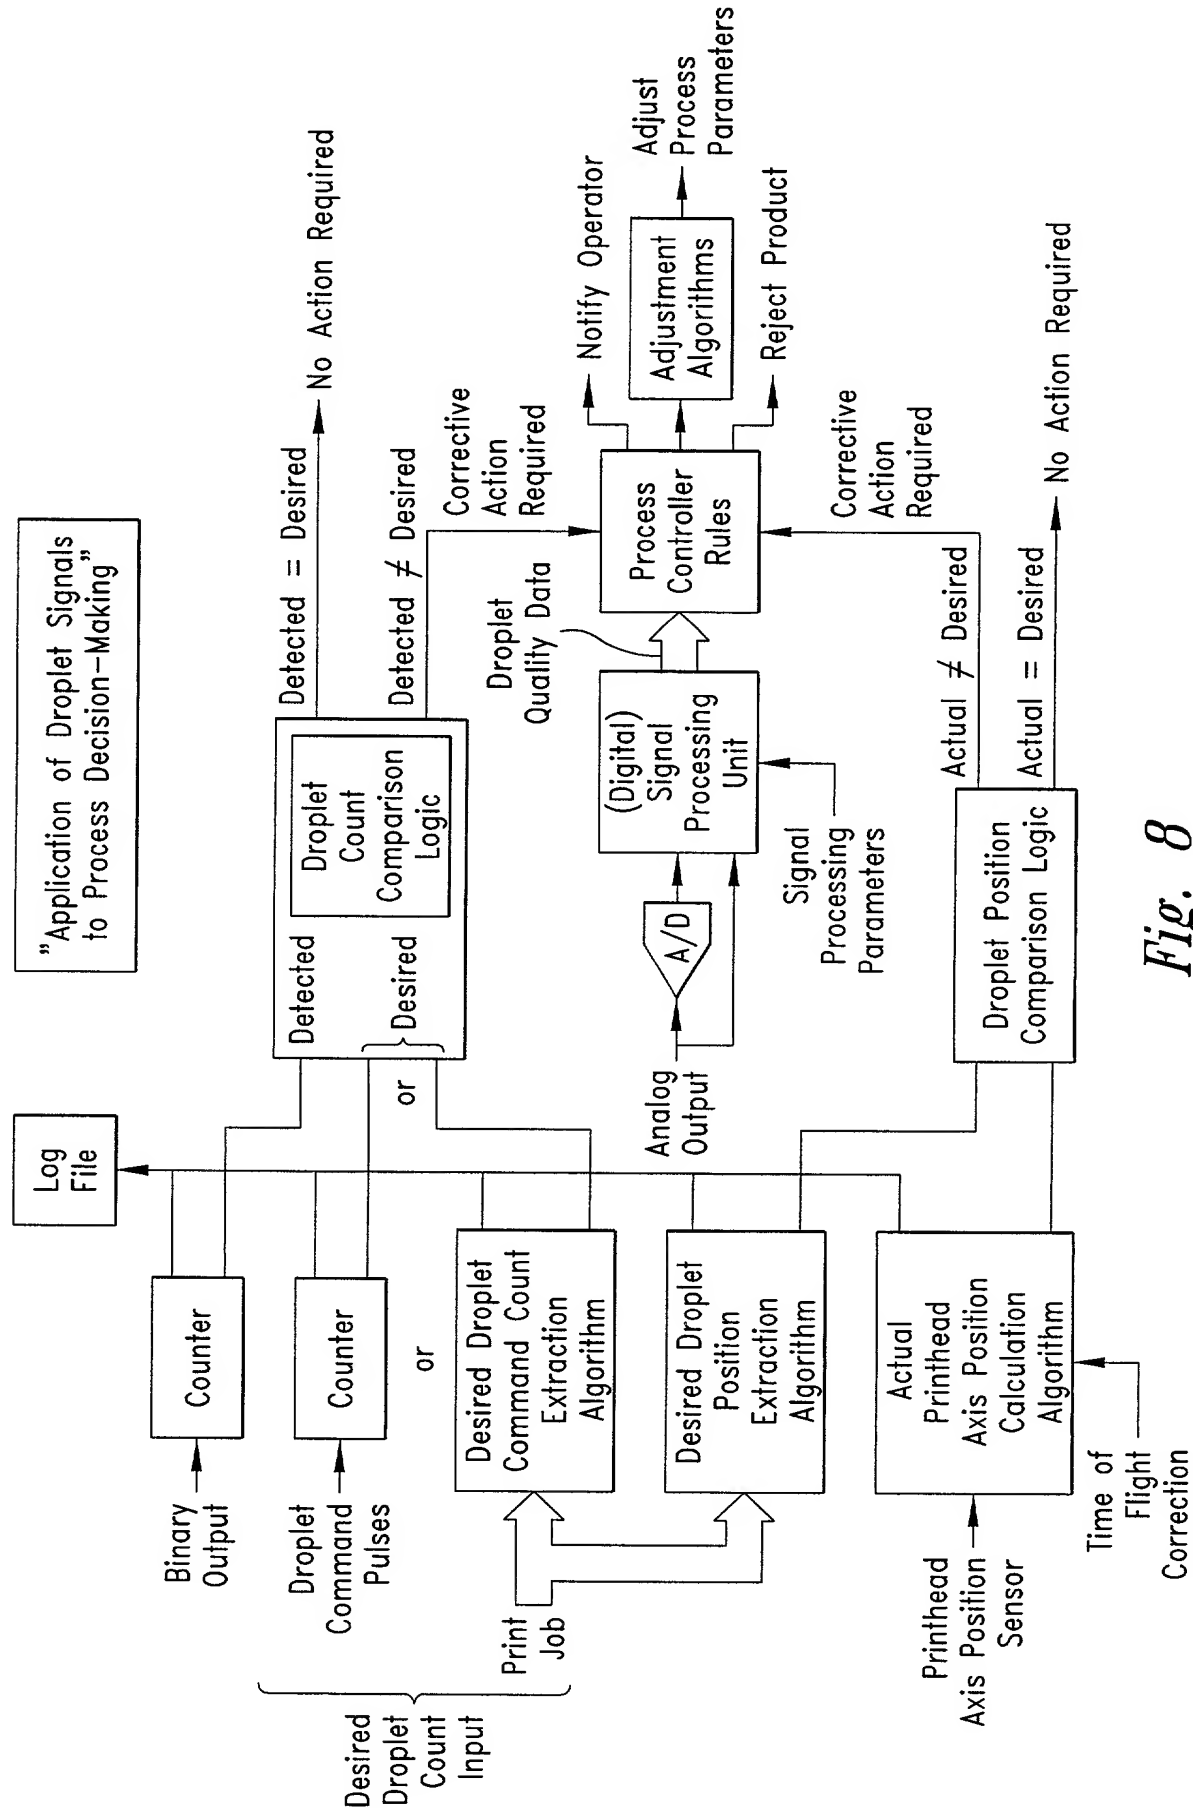 "Application of Droplet Signals
to Process Decision-Making"
Log
File
Binary
Output
Counter
Droplet
Command
Pulses
Counter
or
Desired
Droplet
Count
Input
Print
Job
Desired Droplet
Command Count
Extraction
Algorithm
Desired Droplet
Position
Extraction
Algorithm
Printhead
Axis Position
Sensor
Actual
Printhead
Axis Position
Calculation
Algorithm
Time of
Flight
Correction
Detected
Desired
or
Droplet
Count
Comparison
Logic
Detected = Desired
No Action Required
Detected ≠ Desired
Corrective
Action
Required
Analog
Output
A/D
(Digital)
Signal
Processing
Unit
Signal
Processing
Parameters
Droplet
Quality Data
Process
Controller
Rules
Notify Operator
Adjustment
Algorithms
Adjust
Process
Parameters
Reject Product
Corrective
Action
Required
Droplet Position
Comparison Logic
Actual ≠ Desired
Actual = Desired
No Action Required
Fig. 8